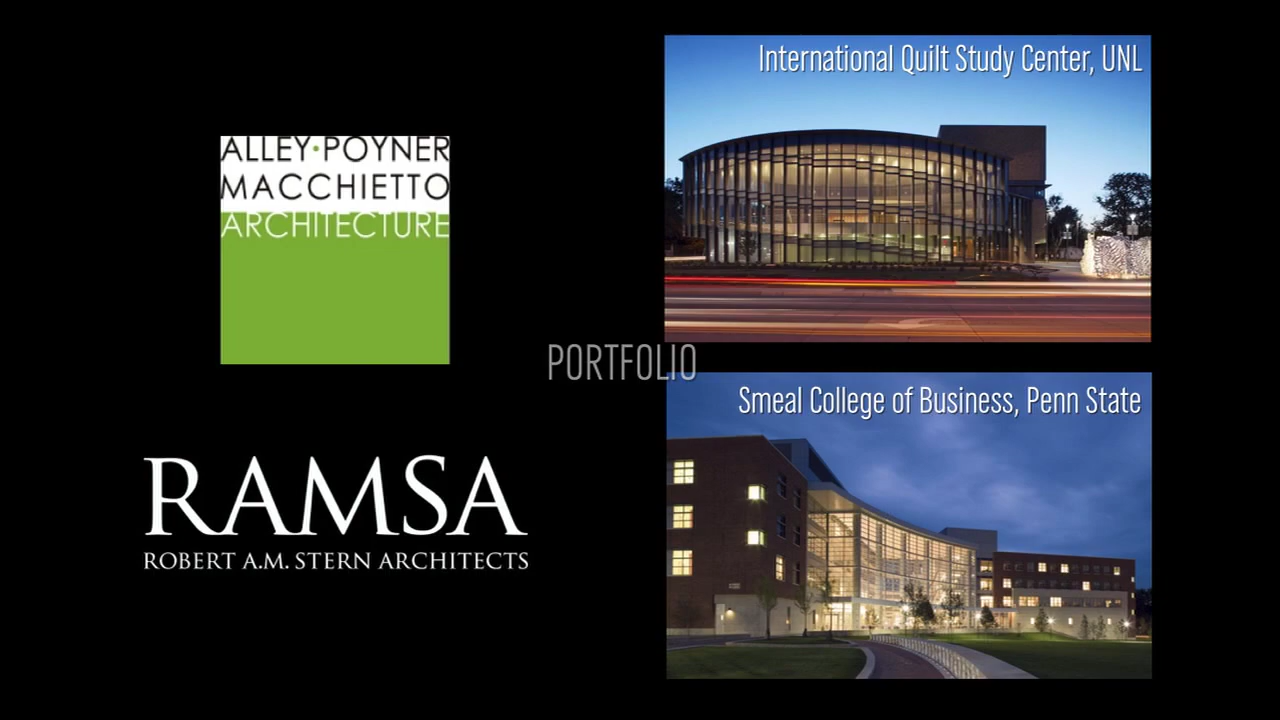 ALLEY·POYNER
MACCHIETTO
ARCHITECTURE
RAMSA
ROBERT A.M. STERN ARCHITECTS
PORTFOLIO
International Quilt Study Center, UNL
Smeal College of Business, Penn State